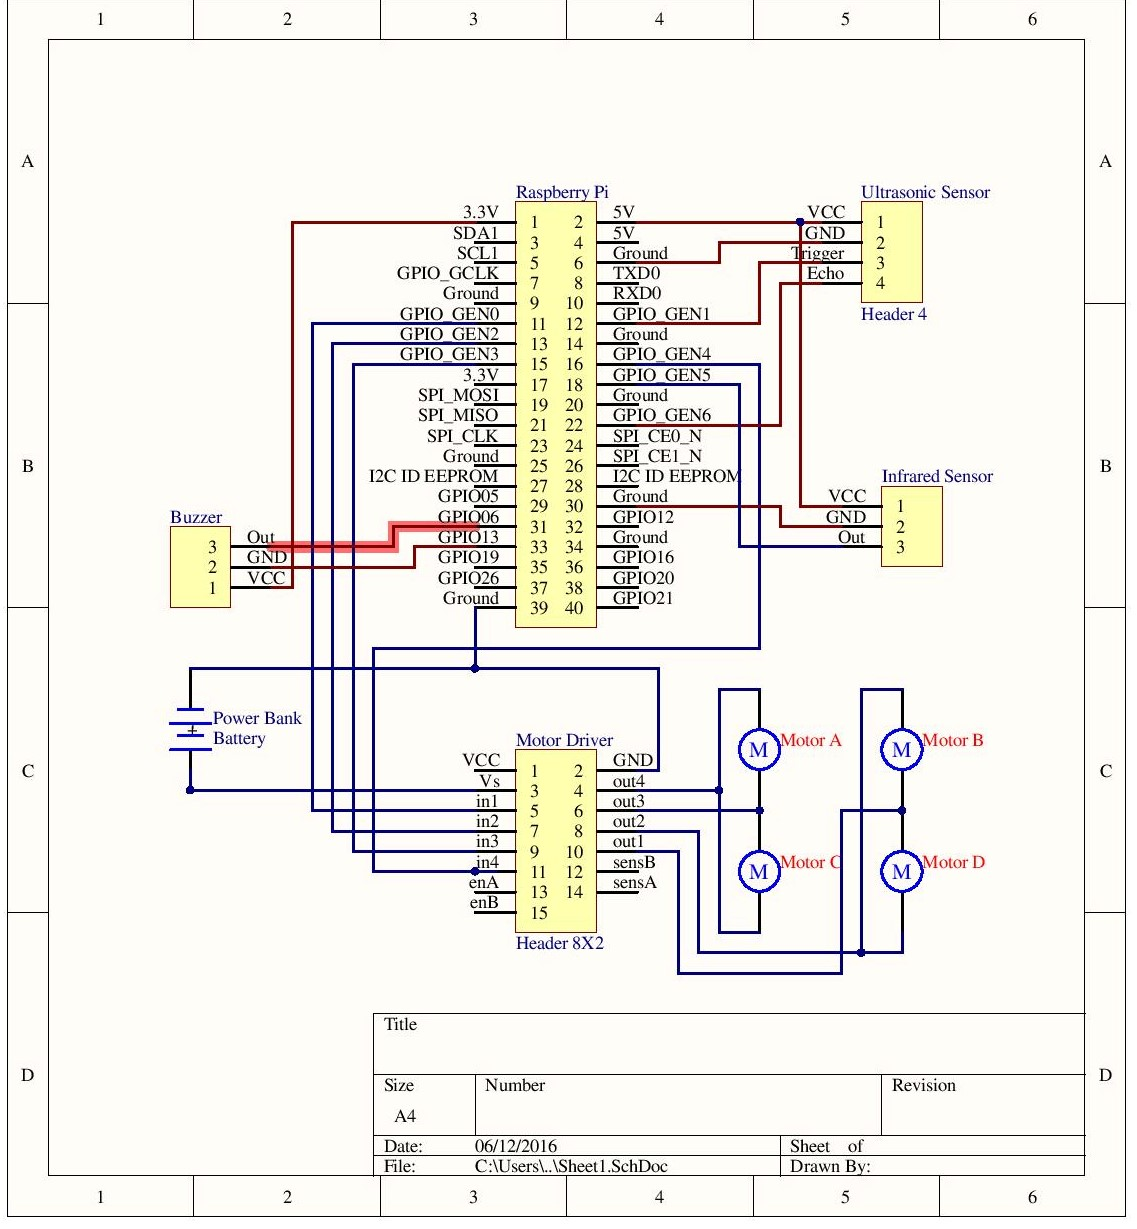 1 2 3 4 5 6
A A
Raspberry Pi Ultrasonic Sensor
3.3V 1 2 5V VCC 1
SDA1 3 4 5V GND 2
SCL1 5 6 Ground Trigger 3
GPIO_GCLK 7 8 TXD0 Echo 4
Ground 9 10 RXD0
GPIO_GEN0 11 12 GPIO_GEN1 Header 4
GPIO_GEN2 13 14 Ground
GPIO_GEN3 15 16 GPIO_GEN4
3.3V 17 18 GPIO_GEN5
SPI_MOSI 19 20 Ground
SPI_MISO 21 22 GPIO_GEN6
SPI_CLK 23 24 SPI_CE0_N
B Ground 25 26 SPI_CE1_N B
I2C ID EEPROM 27 28 I2C ID EEPROM Infrared Sensor
GPIO05 29 30 Ground VCC 1
Buzzer GPIO06 31 32 GPIO12 GND 2
3 Out GPIO13 33 34 Ground Out 3
2 GND GPIO19 35 36 GPIO16
1 VCC GPIO26 37 38 GPIO20
Ground 39 40 GPIO21
Power Bank
Battery
+
Motor Driver M Motor A M Motor B
C VCC 1 2 GND C
Vs 3 4 out4
in1 5 6 out3
in2 7 8 out2
in3 9 10 out1
in4 11 12 sensB M Motor C M Motor D
enA 13 14 sensA
enB 15
Header 8X2
Title
D D
Size Number Revision
A4
Date: 06/12/2016 Sheet of
File: C:\Users\..\Sheet1.SchDoc Drawn By:
1 2 3 4 5 6